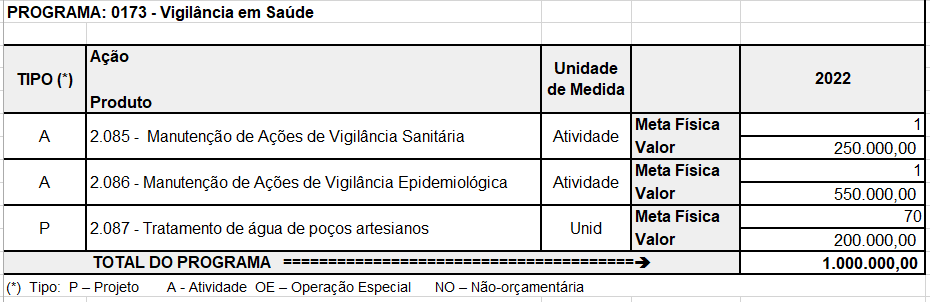 PROGRAMA: 0173 - Vigilância em Saúde
TIPO (*) Ação Produto Unidade de Medida 2022
A 2.085 - Manutenção de Ações de Vigilância Sanitária Atividade Meta Física 1
Valor 250.000,00
A 2.086 - Manutenção de Ações de Vigilância Epidemiológica Atividade Meta Física 1
Valor 550.000,00
P 2.087 - Tratamento de água de poços artesianos Unid Meta Física 70
Valor 200.000,00
TOTAL DO PROGRAMA =======================================➔ 1.000.000,00
(*) Tipo: P – Projeto A - Atividade OE – Operação Especial NO – Não-orçamentária